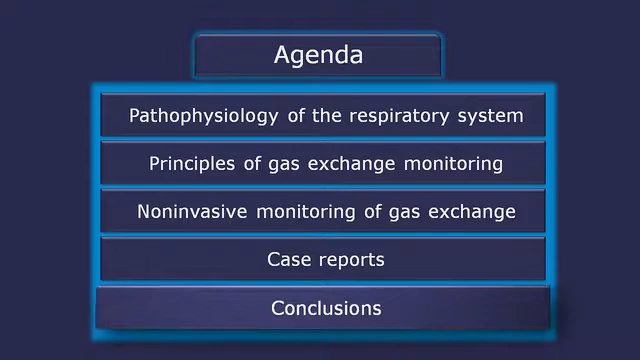 Agenda
Pathophysiology of the respiratory system
Principles of gas exchange monitoring
Noninvasive monitoring of gas exchange
Case reports
Conclusions